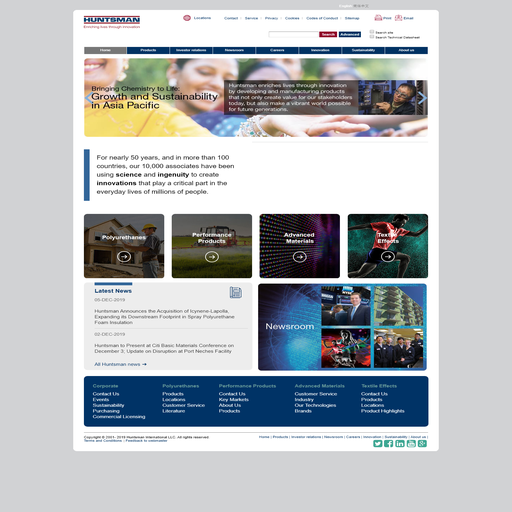 English
HUNTSMAN
Enriching lives through innovation
Locations
Contact
Service
Privacy
Cookies
Codes of Conduct
Sitemap
Print
Email
Search
Advanced
Search site
Search Technical Datasheet
Home
Products
Investor relations
Newsroom
Careers
Innovation
Sustainability
About us
Bringing Chemistry to Life:
Growth and Sustainability
in Asia Pacific
Huntsman enriches lives through innovation
by developing and manufacturing products
that not only create value for our stakeholders
today, but also make a vibrant world possible
for future generations.
For nearly 50 years, and in more than 100
countries, our 10,000 associates have been
using science and ingenuity to create
innovations that play a critical part in the
everyday lives of millions of people.
Polyurethanes
Performance
Products
Advanced
Materials
Textile
Effects
Latest News
05-DEC-2019
Huntsman Announces the Acquisition of Icynene-Lapolla,
Expanding its Downstream Footprint in Spray Polyurethane
Foam Insulation
02-DEC-2019
Huntsman to Present at Citi Basic Materials Conference on
December 3; Update on Disruption at Port Neches Facility
All Huntsman news
Newsroom
Corporate
Contact Us
Events
Sustainability
Purchasing
Commercial Licensing
Polyurethanes
Products
Locations
Customer Service
Literature
Performance Products
Contact Us
Key Markets
About Us
Products
Advanced Materials
Customer Service
Industry
Our Technologies
Brands
Textile Effects
Contact Us
Products
Locations
Product Highlights
Copyright © 2001- 2019 Huntsman International LLC. All rights reserved.
Terms and Conditions | Feedback to webmaster
Home | Products | Investor relations | Newsroom | Careers | Innovation | Sustainability | About us |